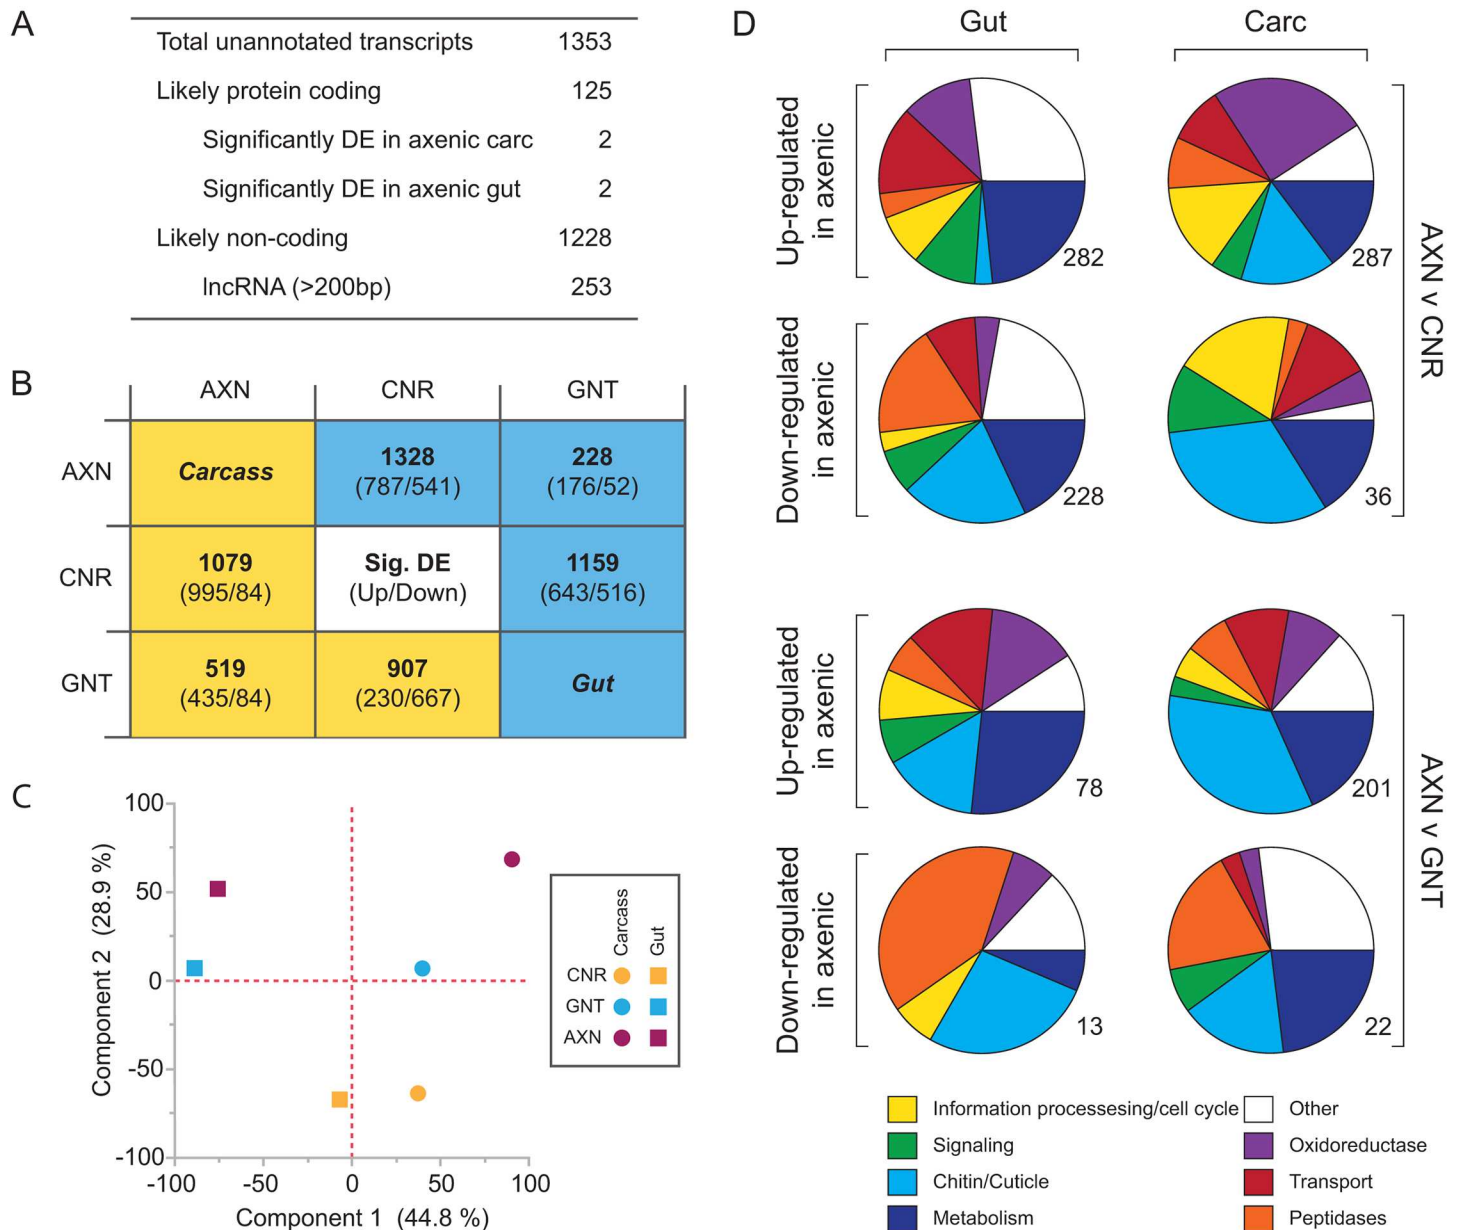 A
Total unannotated transcripts 1353
Likely protein coding 125
Significantly DE in axenic carc 2
Significantly DE in axenic gut 2
Likely non-coding 1228
lncRNA (>200bp) 253
B
AXN CNR GNT
AXN Carcass 1328 228
(787/541) (176/52)
CNR 1079 Sig. DE 1159
(995/84) (Up/Down) (643/516)
GNT 519 907 Gut
(435/84) (230/667)
C
Component 2 (28.9 %)
100
50
0
-50
-100
-100 -50 0 50 100
Component 1 (44.8 %)
Carcass Gut
CNR
GNT
AXN
D
Gut Carc
Up-regulated
in axenic
282 287
Down-regulated
in axenic
228 36
AXN v CNR
Up-regulated
in axenic
78 201
Down-regulated
in axenic
13 22
AXN v GNT
Information processesing/cell cycle Other
Signaling Oxidoreductase
Chitin/Cuticle Transport
Metabolism Peptidases